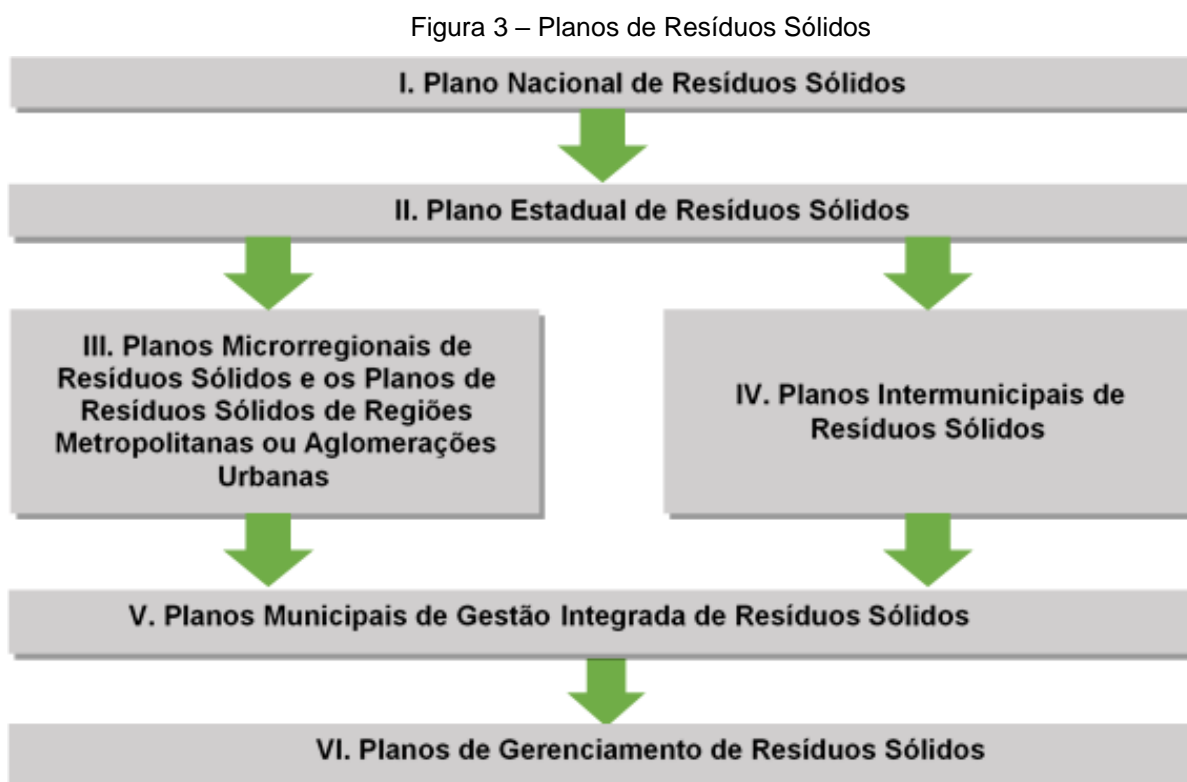 Figura 3 – Planos de Resíduos Sólidos
I. Plano Nacional de Resíduos Sólidos
II. Plano Estadual de Resíduos Sólidos
III. Planos Microrregionais de
Resíduos Sólidos e os Planos de
Resíduos Sólidos de Regiões
Metropolitanas ou Aglomerações
Urbanas
IV. Planos Intermunicipais de
Resíduos Sólidos
V. Planos Municipais de Gestão Integrada de Resíduos Sólidos
VI. Planos de Gerenciamento de Resíduos Sólidos